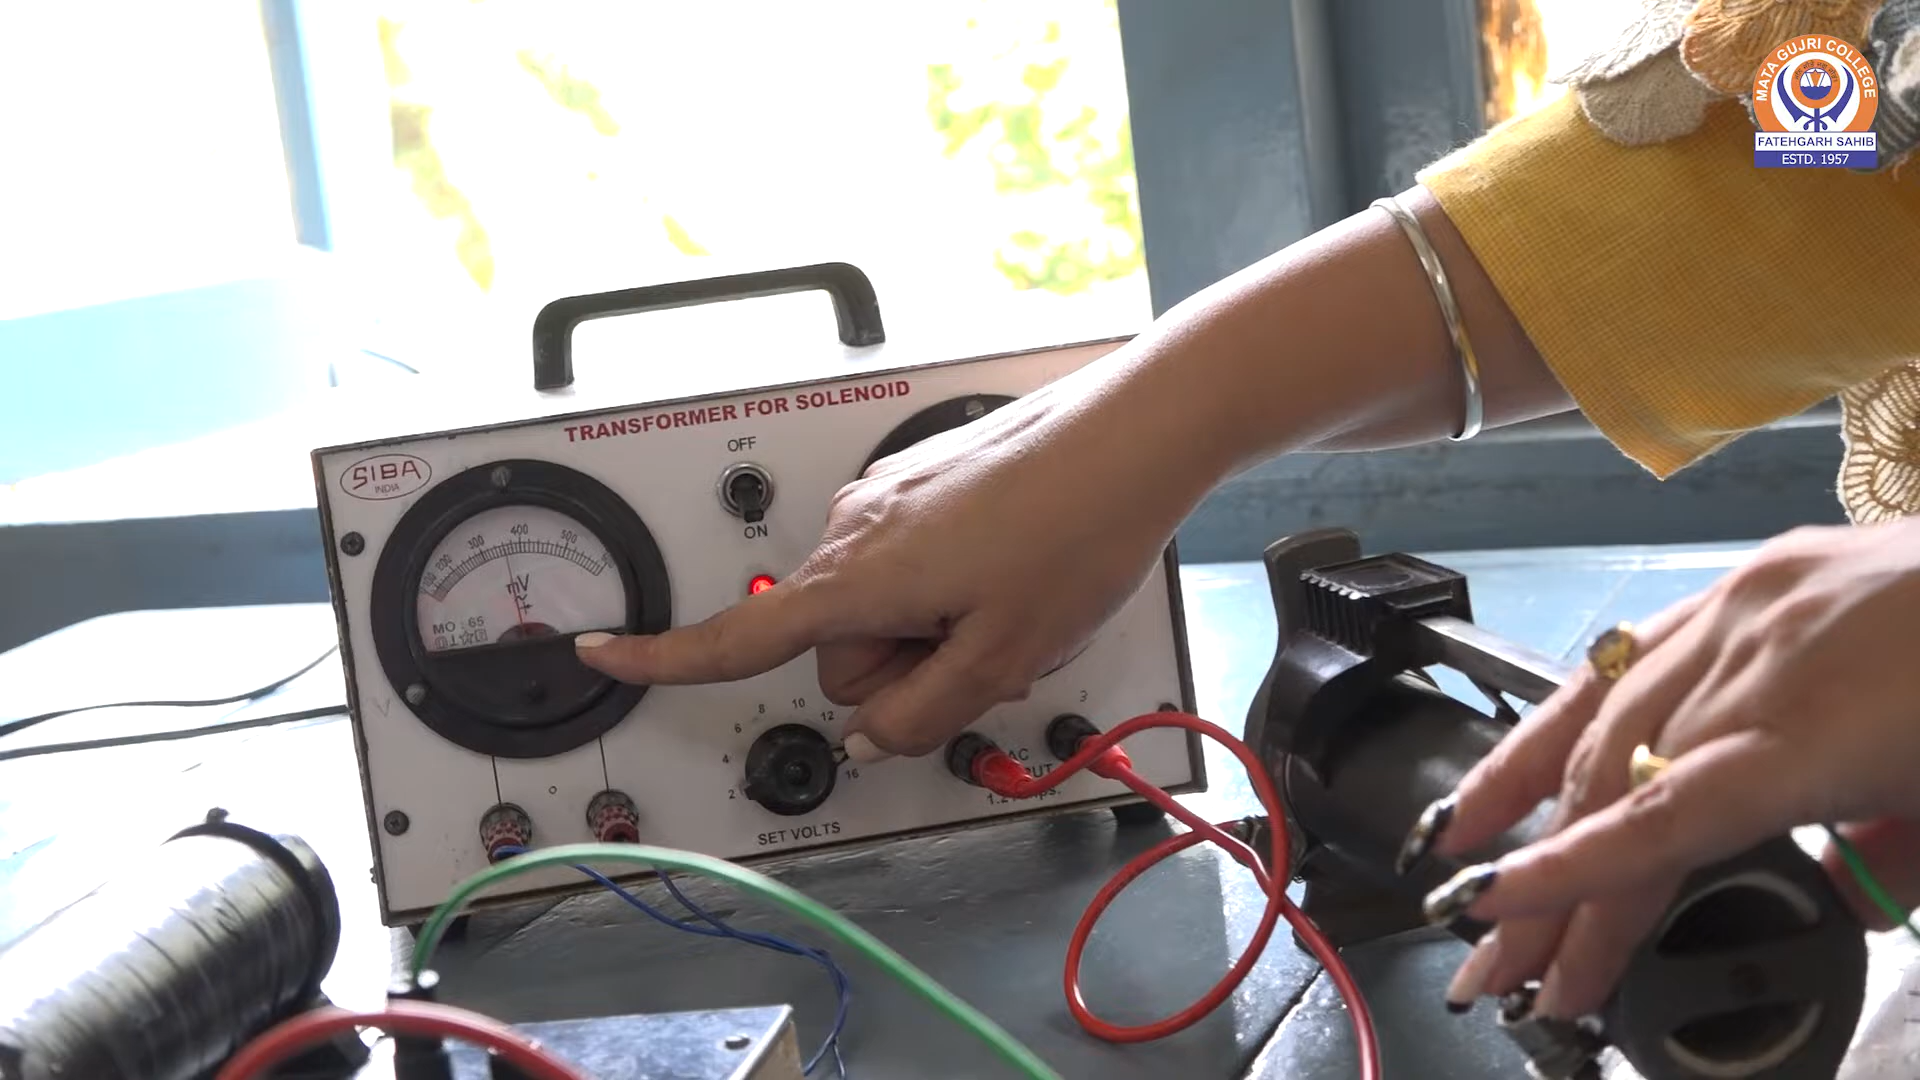 MATA GUJRI COLLEGE
FATEHGARH SAHIB
ESTD. 1957
TRANSFORMER FOR SOLENOID
SIBA
INDIA
OFF
ON
200 300 400 500
mV
MO : 65
2 4 6 8 10 12 16
SET VOLTS
3
AC